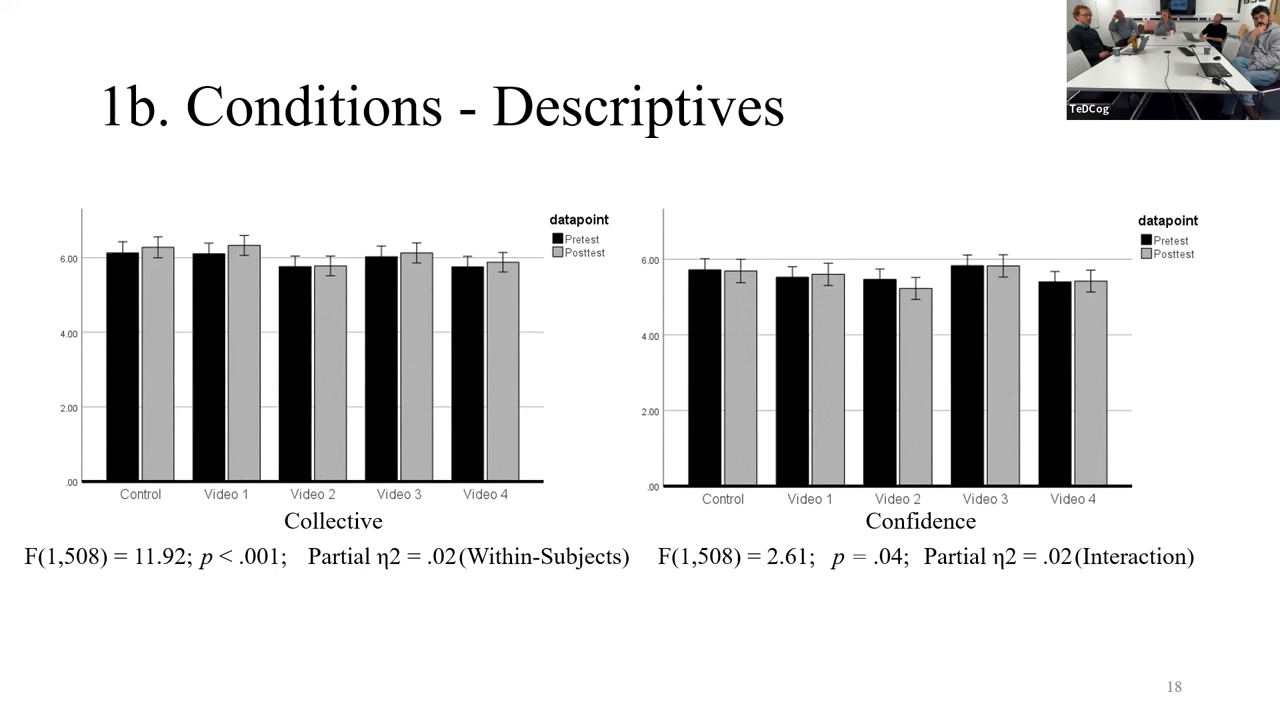 TeDCog
1b. Conditions - Descriptives
datapoint
Pretest
Posttest
6.00
4.00
2.00
.00
Control Video 1 Video 2 Video 3 Video 4
Collective
F(1,508) = 11.92; p < .001; Partial η2 = .02 (Within-Subjects)
datapoint
Pretest
Posttest
6.00
4.00
2.00
.00
Control Video 1 Video 2 Video 3 Video 4
Confidence
F(1,508) = 2.61; p = .04; Partial η2 = .02 (Interaction)
18